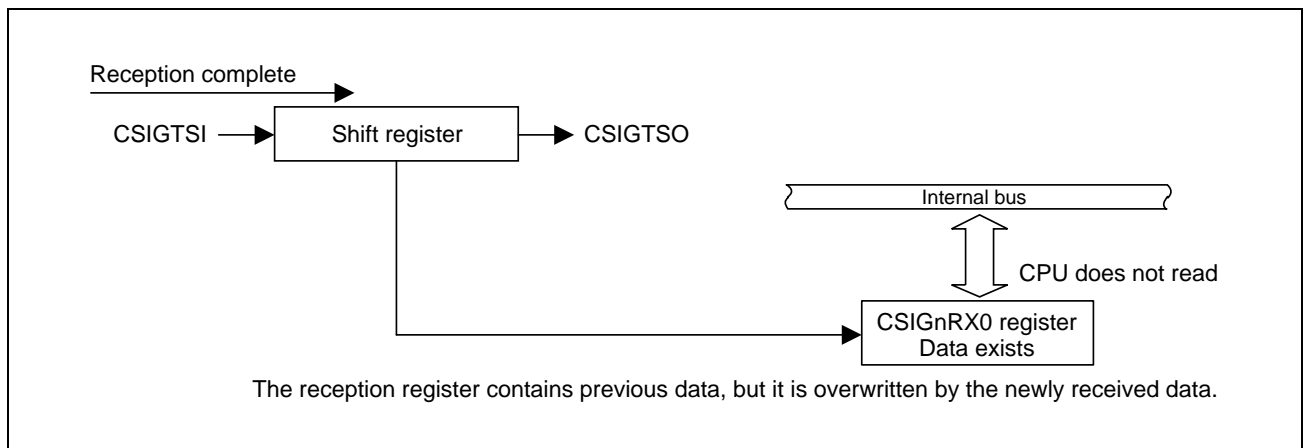 Reception complete
CSIGTSI
Shift register
CSIGTSO
Internal bus
CPU does not read
CSIGnRX0 register
Data exists
The reception register contains previous data, but it is overwritten by the newly received data.